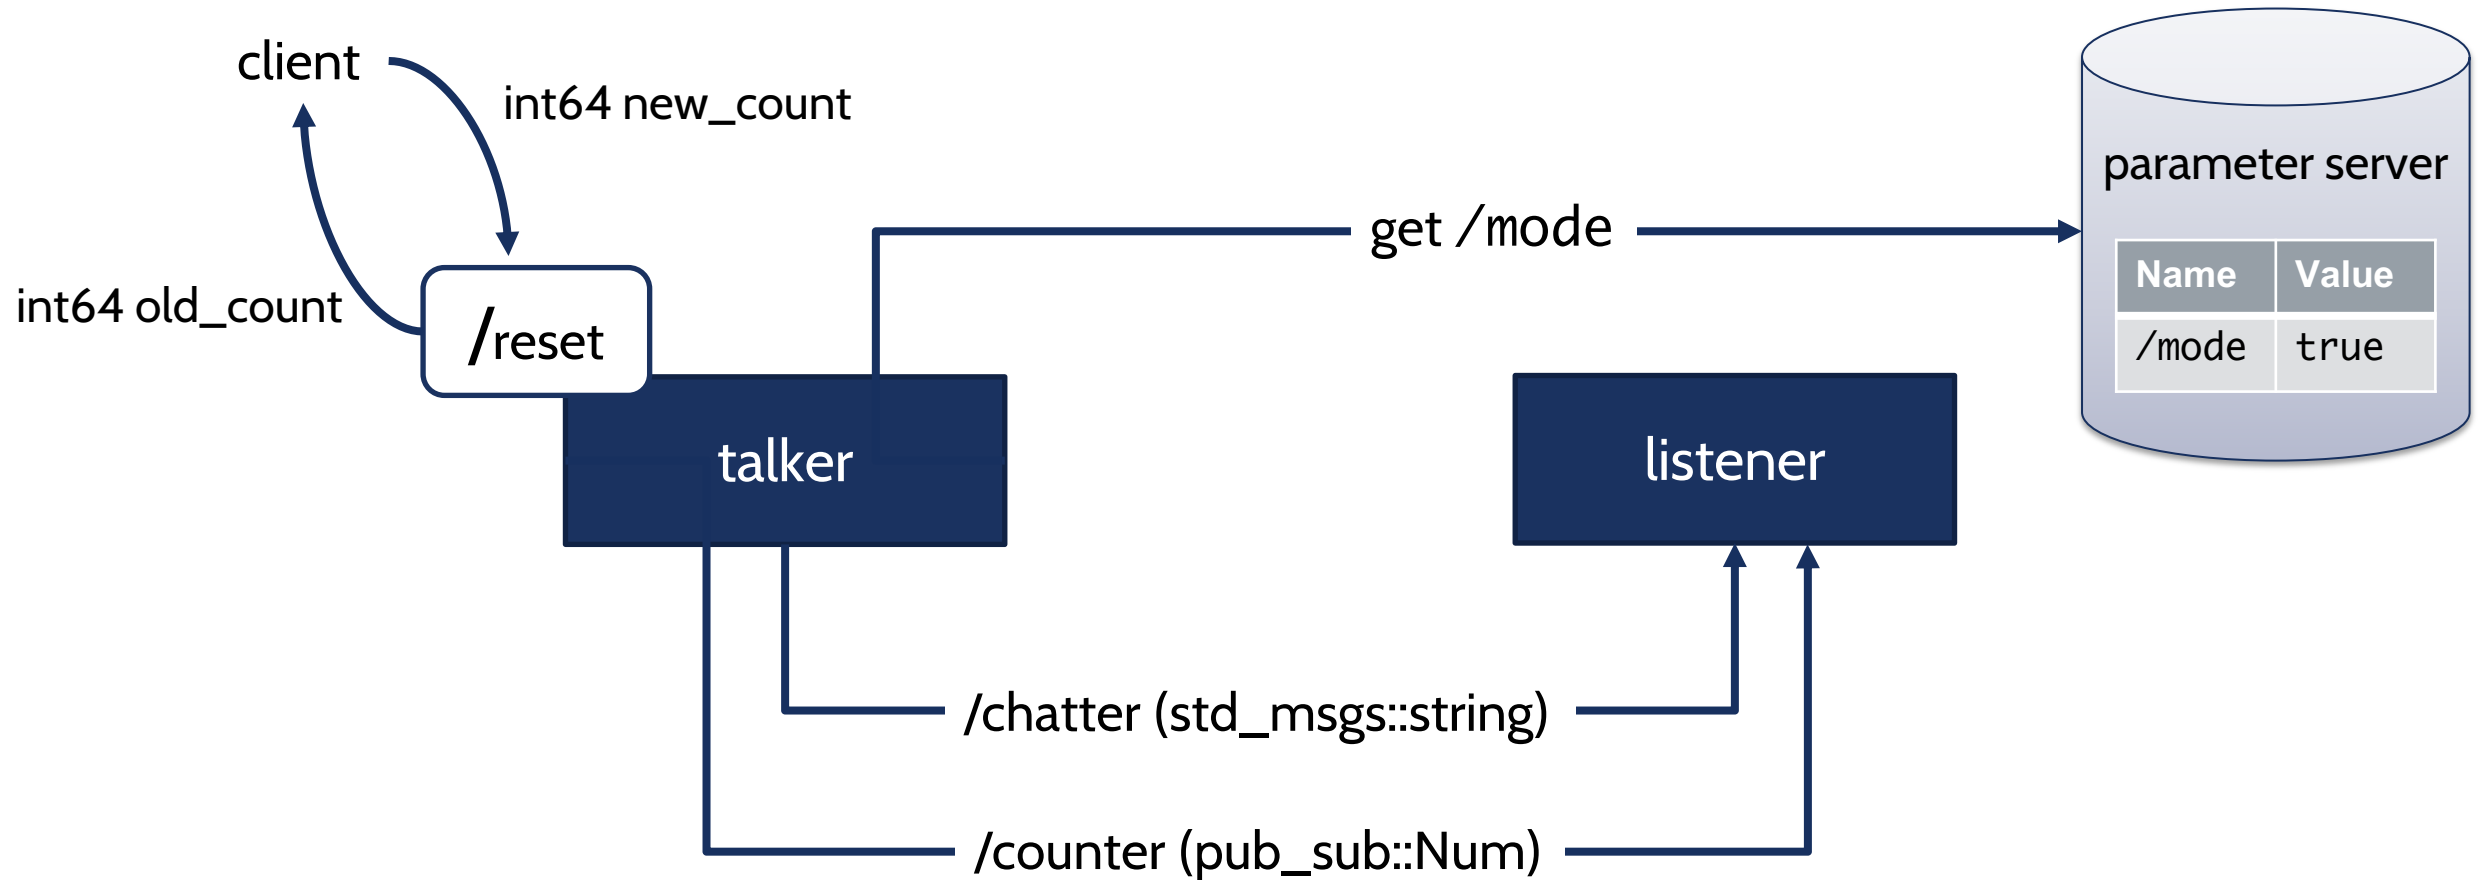 client
int64 new_count
parameter server
get /mode
Name Value
int64 old_count
/reset
/mode true
talker
listener
/chatter (std_msgs::string)
/counter (pub_sub::Num)